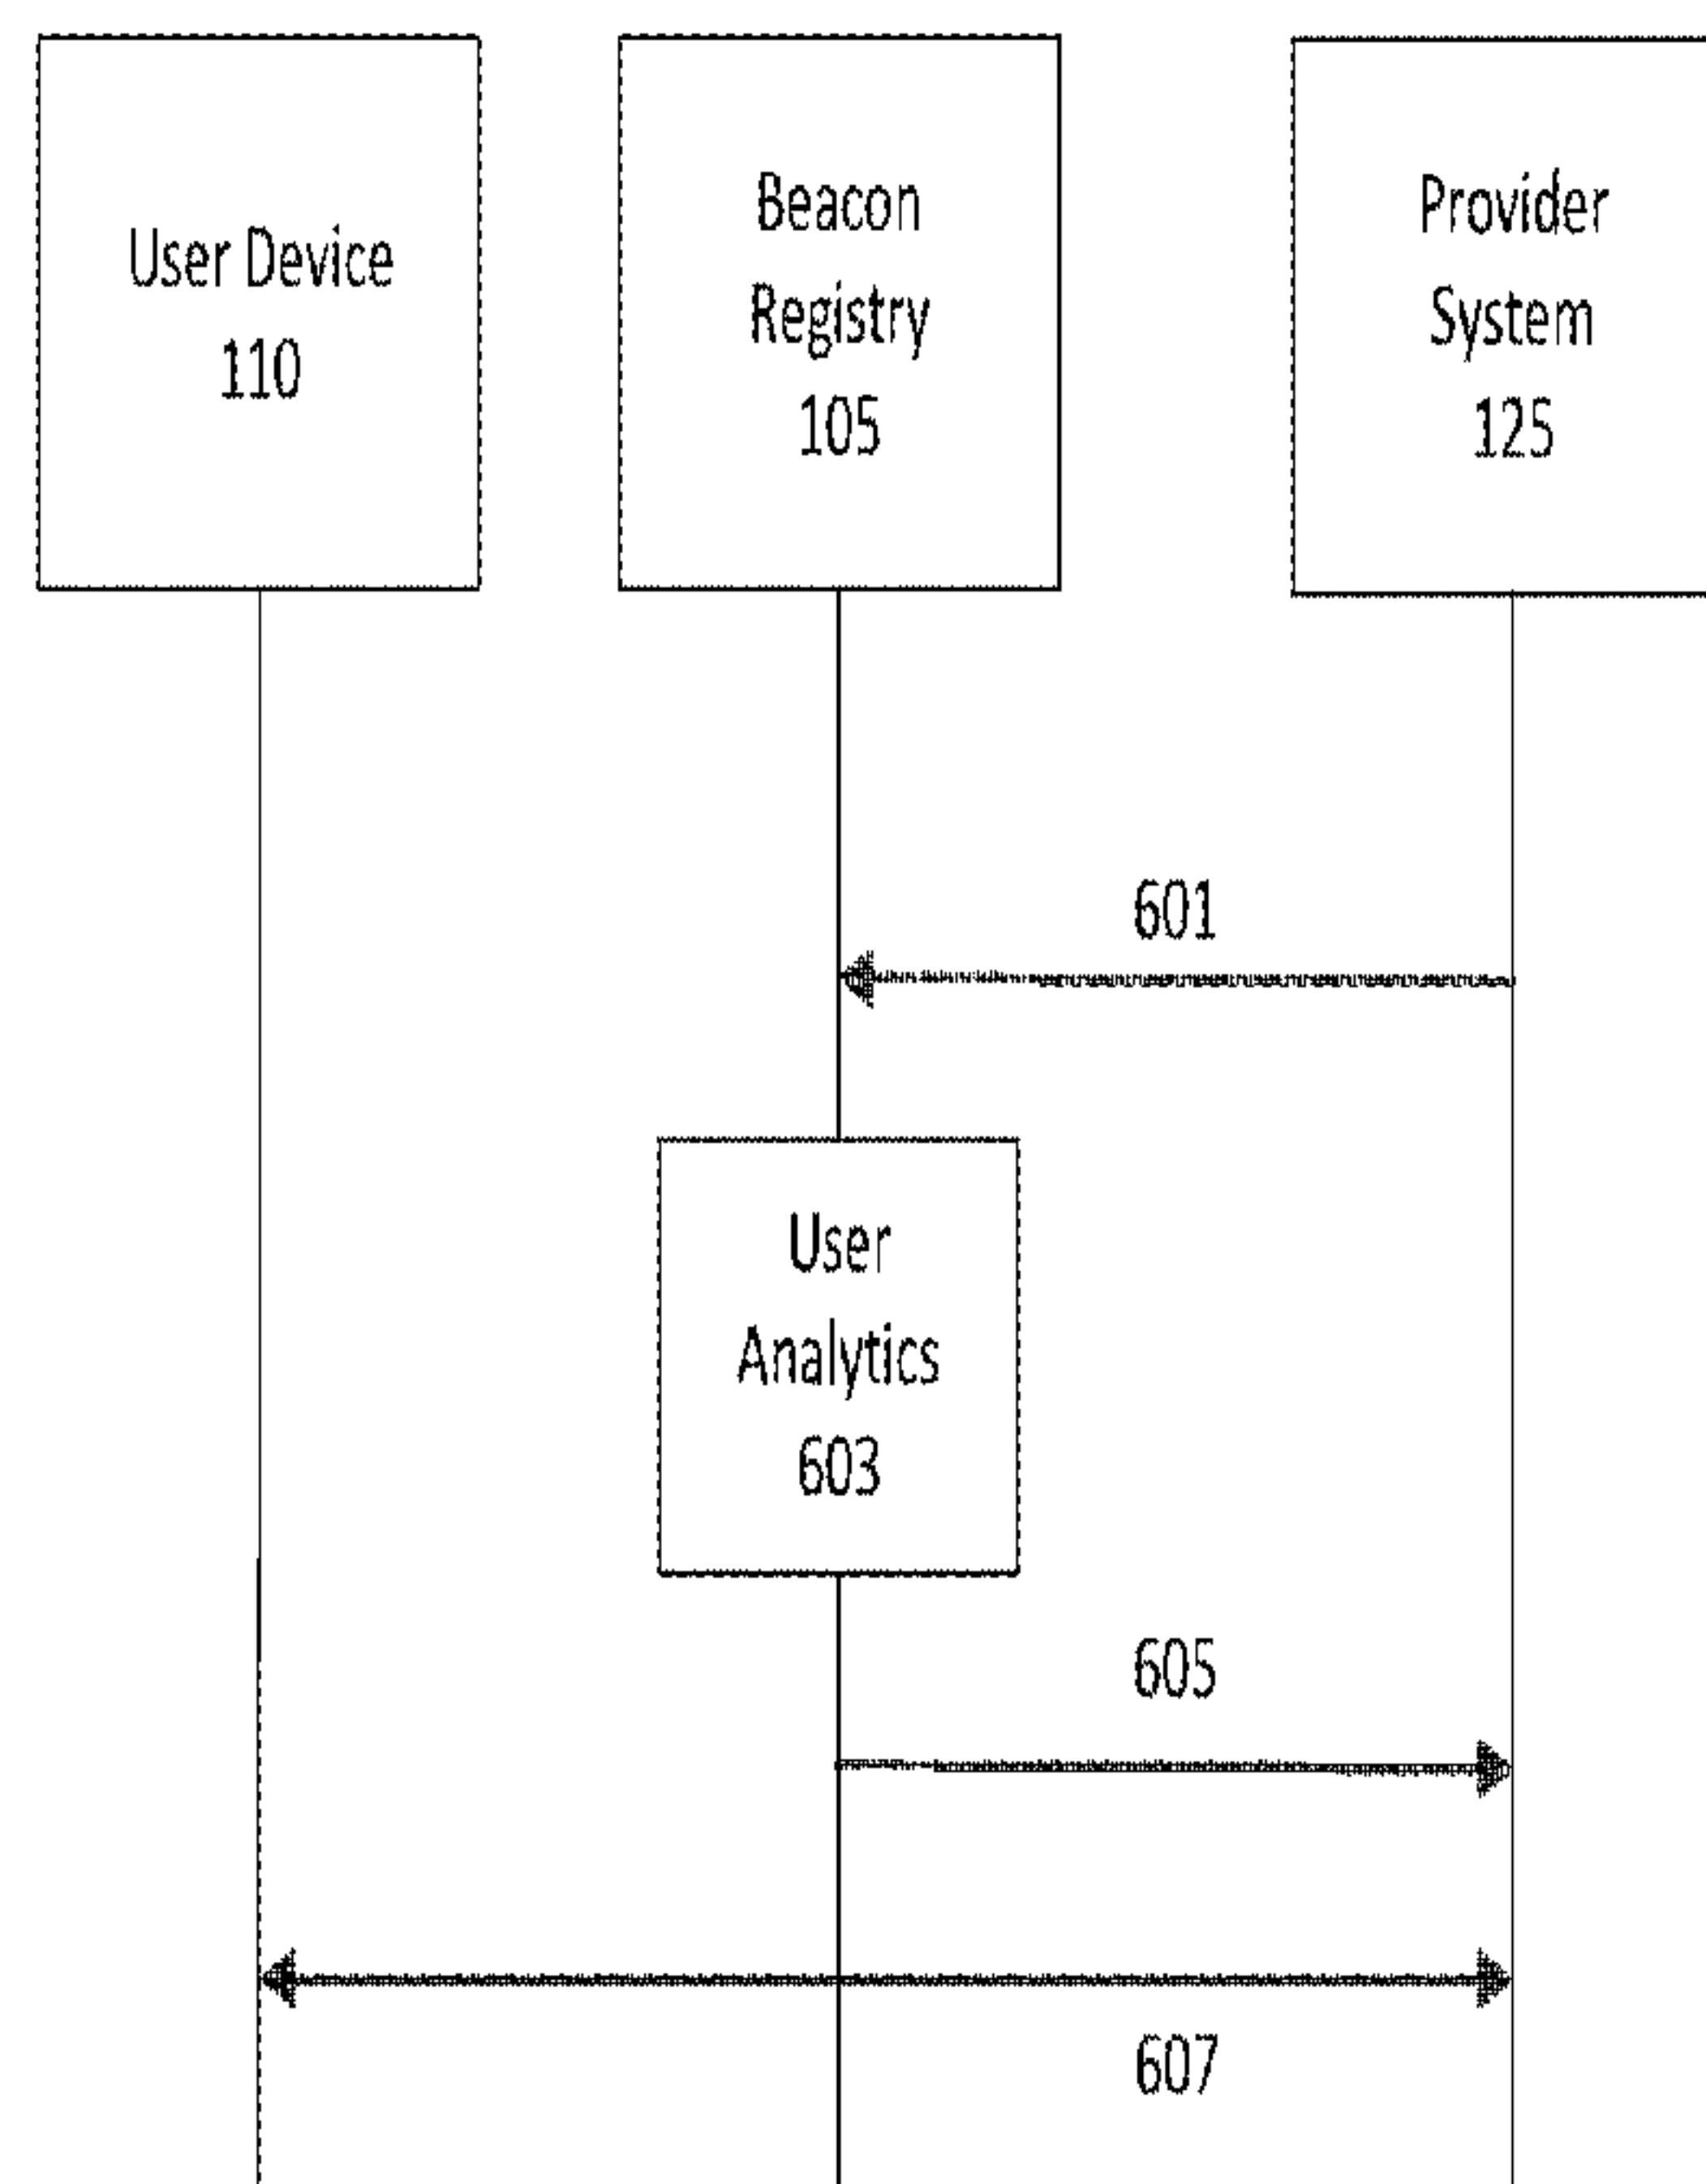 User Device
110
Beacon
Registry
105
Provider
System
125
601
User
Analytics
603
605
607